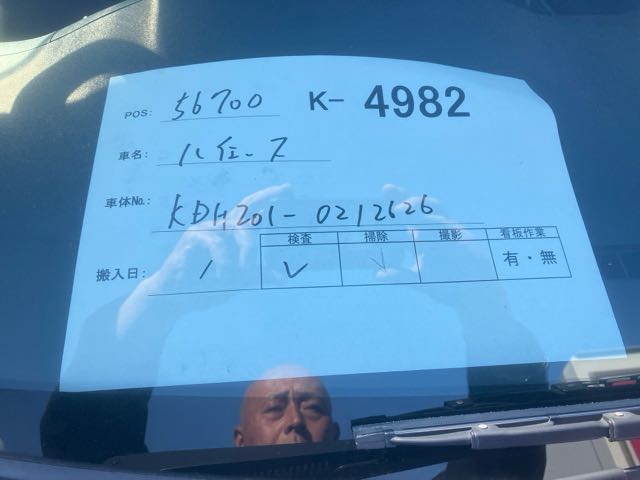 POS: 56700 K- 4982
車名: ハイエース
車体No.: KDH201-0212626
検査 掃除 撮影 看板作業
搬入日: / ✓ ✓ 有・無